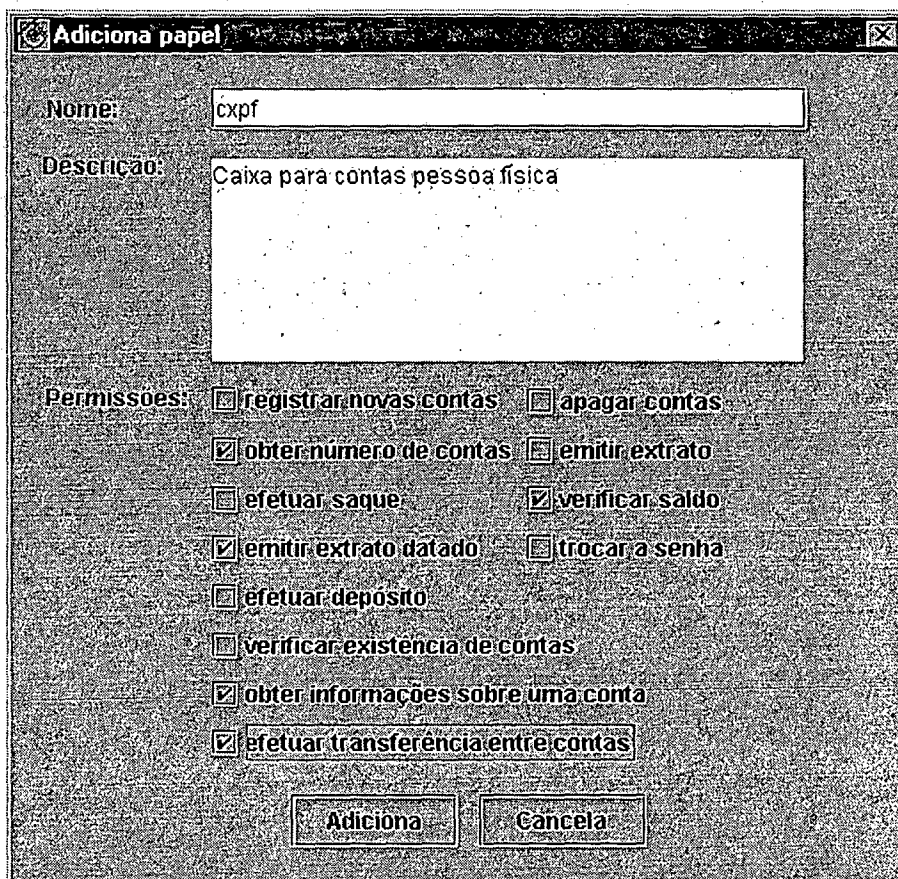 Adiciona papel
Nome: cxpf
Descrição: Caixa para contas pessoa física
Permissões: registrar novas contas apagar contas
obter número de contas emitir extrato
efetuar saque verificar saldo
emitir extrato datado trocar a senha
efetuar depósito
verificar existência de contas
obter informações sobre uma conta
efetuar transferência entre contas
Adiciona Cancela